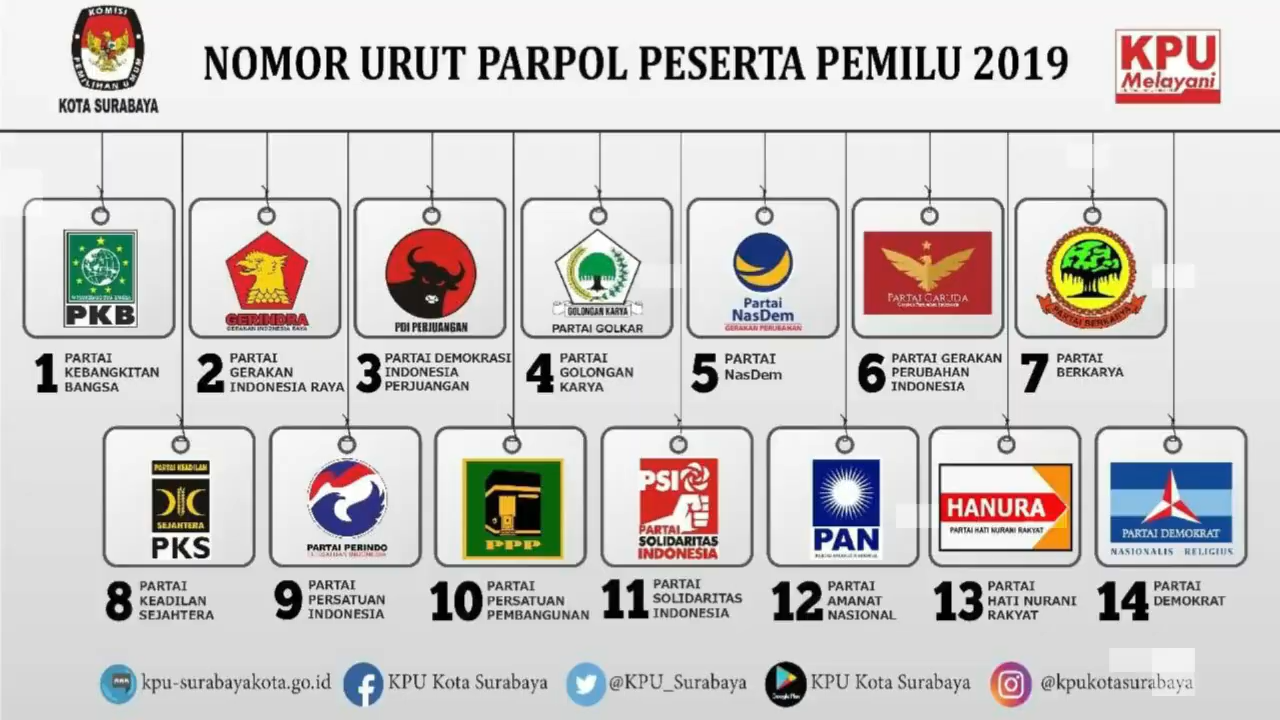 KOMISI
PEMILIHAN UMUM
KOTA SURABAYA
NOMOR URUT PARPOL PESERTA PEMILU 2019
KPU
Melayani
PKB
1 PARTAI
KEBANGKITAN
BANGSA
GERINDRA
GERAKAN INDONESIA RAYA
2 PARTAI
GERAKAN
INDONESIA RAYA
PDI PERJUANGAN
3 PARTAI DEMOKRASI
INDONESIA
PERJUANGAN
GOLONGAN KARYA
PARTAI GOLKAR
4 PARTAI
GOLONGAN
KARYA
Partai
NasDem
GERAKAN PERUBAHAN
5 PARTAI
NasDem
PARTAI GARUDA
6 PARTAI GERAKAN
PERUBAHAN
INDONESIA
PARTAI BERKARYA
7 PARTAI
BERKARYA
PARTAI KEADILAN
SEJAHTERA
PKS
8 PARTAI
KEADILAN
SEJAHTERA
PARTAI PERINDO
9 PARTAI
PERSATUAN
INDONESIA
PPP
10 PARTAI
PERSATUAN
PEMBANGUNAN
PSI
PARTAI
SOLIDARITAS
INDONESIA
11 PARTAI
SOLIDARITAS
INDONESIA
PAN
12 PARTAI
AMANAT
NASIONAL
HANURA
PARTAI HATI NURANI RAKYAT
13 PARTAI
HATI NURANI
RAKYAT
PARTAI DEMOKRAT
NASIONALIS - RELIGIUS
14 PARTAI
DEMOKRAT
kpu-surabayakota.go.id
KPU Kota Surabaya
@KPU_Surabaya
Google Play
KPU Kota Surabaya
@kpukotasurabaya